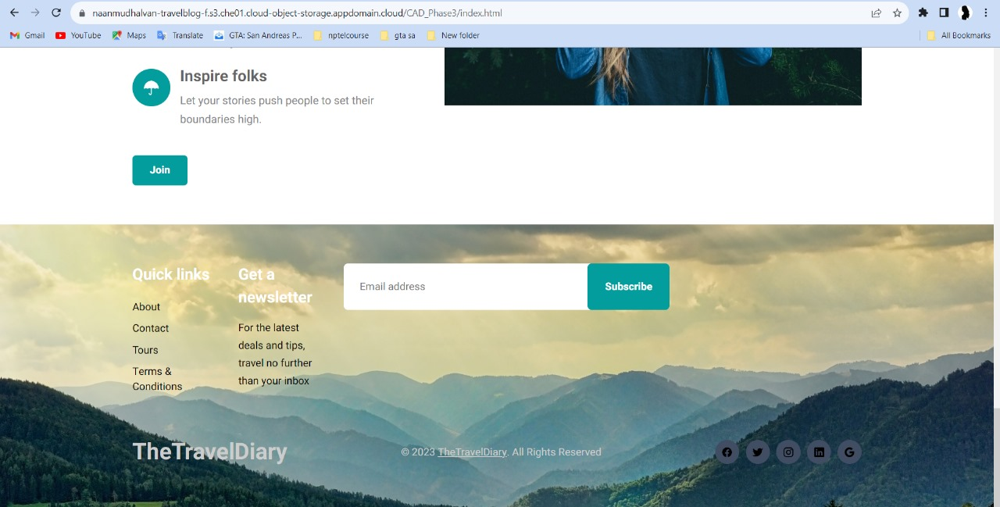 naanmudhalvan-travelblog-f.s3.che01.cloud-object-storage.appdomain.cloud/CAD_Phase3/index.html
Gmail YouTube Maps Translate GTA: San Andreas P... nptelcourse gta sa New folder All Bookmarks
Inspire folks
Let your stories push people to set their
boundaries high.
Join
Quick links
About
Contact
Tours
Terms &
Conditions
Get a
newsletter
For the latest
deals and tips,
travel no further
than your inbox
Email address
Subscribe
TheTravelDiary
© 2023 TheTravelDiary. All Rights Reserved